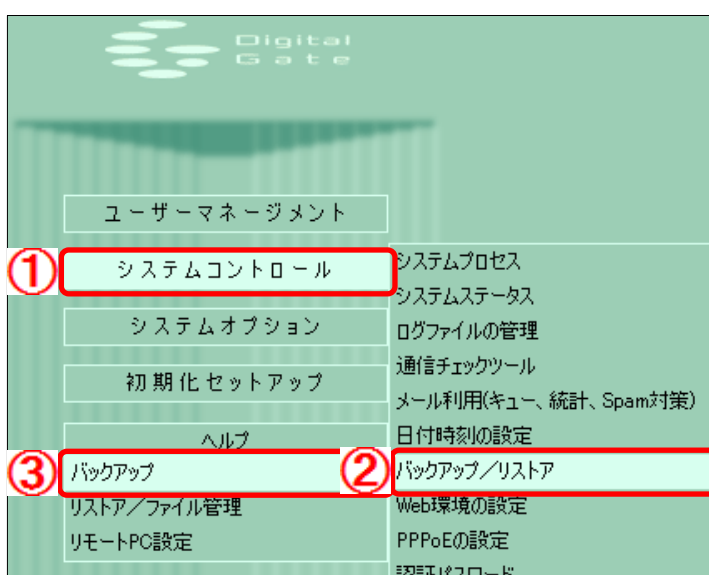 Digital
Gate
ユーザーマネージメント
① システムコントロール
システムオプション
初期化セットアップ
ヘルプ
システムプロセス
システムステータス
ログファイルの管理
通信チェックツール
メール利用(キュー、統計、Spam対策)
日付時刻の設定
② バックアップ／リストア
Web環境の設定
PPPoEの設定
認証パスワード
③ バックアップ
リストア／ファイル管理
リモートPC設定